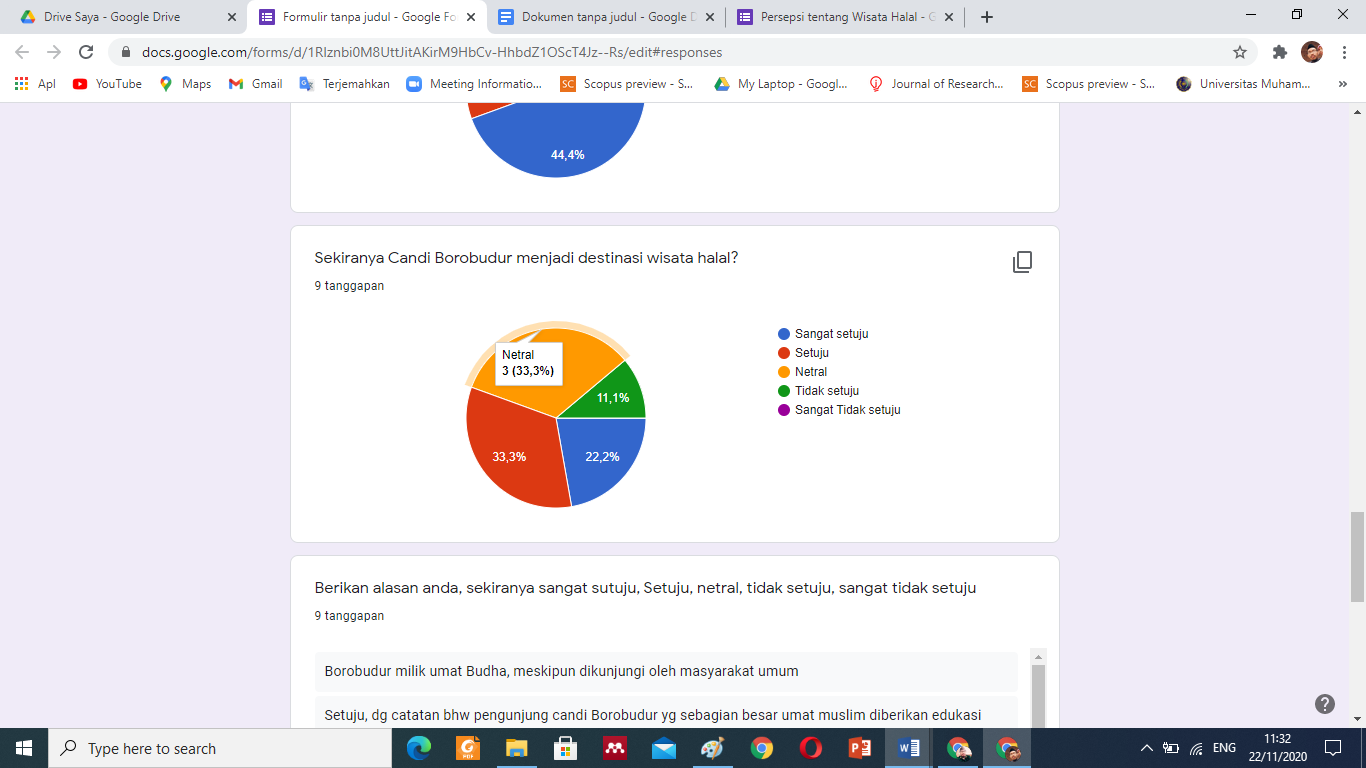 Drive Saya - Google Drive
Formulir tanpa judul - Google Fo
Dokumen tanpa judul - Google D
Persepsi tentang Wisata Halal - G
docs.google.com/forms/d/1RIznbi0M8UttJitAKirM9HbCv-HhbdZ1OScT4Jz--Rs/edit#responses
Apl
YouTube
Maps
Gmail
Terjemahkan
Meeting Informatio...
SC Scopus preview - S...
My Laptop - Googl...
Journal of Research...
SC Scopus preview - S...
Universitas Muham...
»
44,4%
Sekiranya Candi Borobudur menjadi destinasi wisata halal?
9 tanggapan
Netral
3 (33,3%)
11,1%
33,3%
22,2%
Sangat setuju
Setuju
Netral
Tidak setuju
Sangat Tidak setuju
Berikan alasan anda, sekiranya sangat sutuju, Setuju, netral, tidak setuju, sangat tidak setuju
9 tanggapan
Borobudur milik umat Budha, meskipun dikunjungi oleh masyarakat umum
Setuju, dg catatan bhw pengunjung candi Borobudur yg sebagian besar umat muslim diberikan edukasi
Type here to search
ENG
11:32
22/11/2020